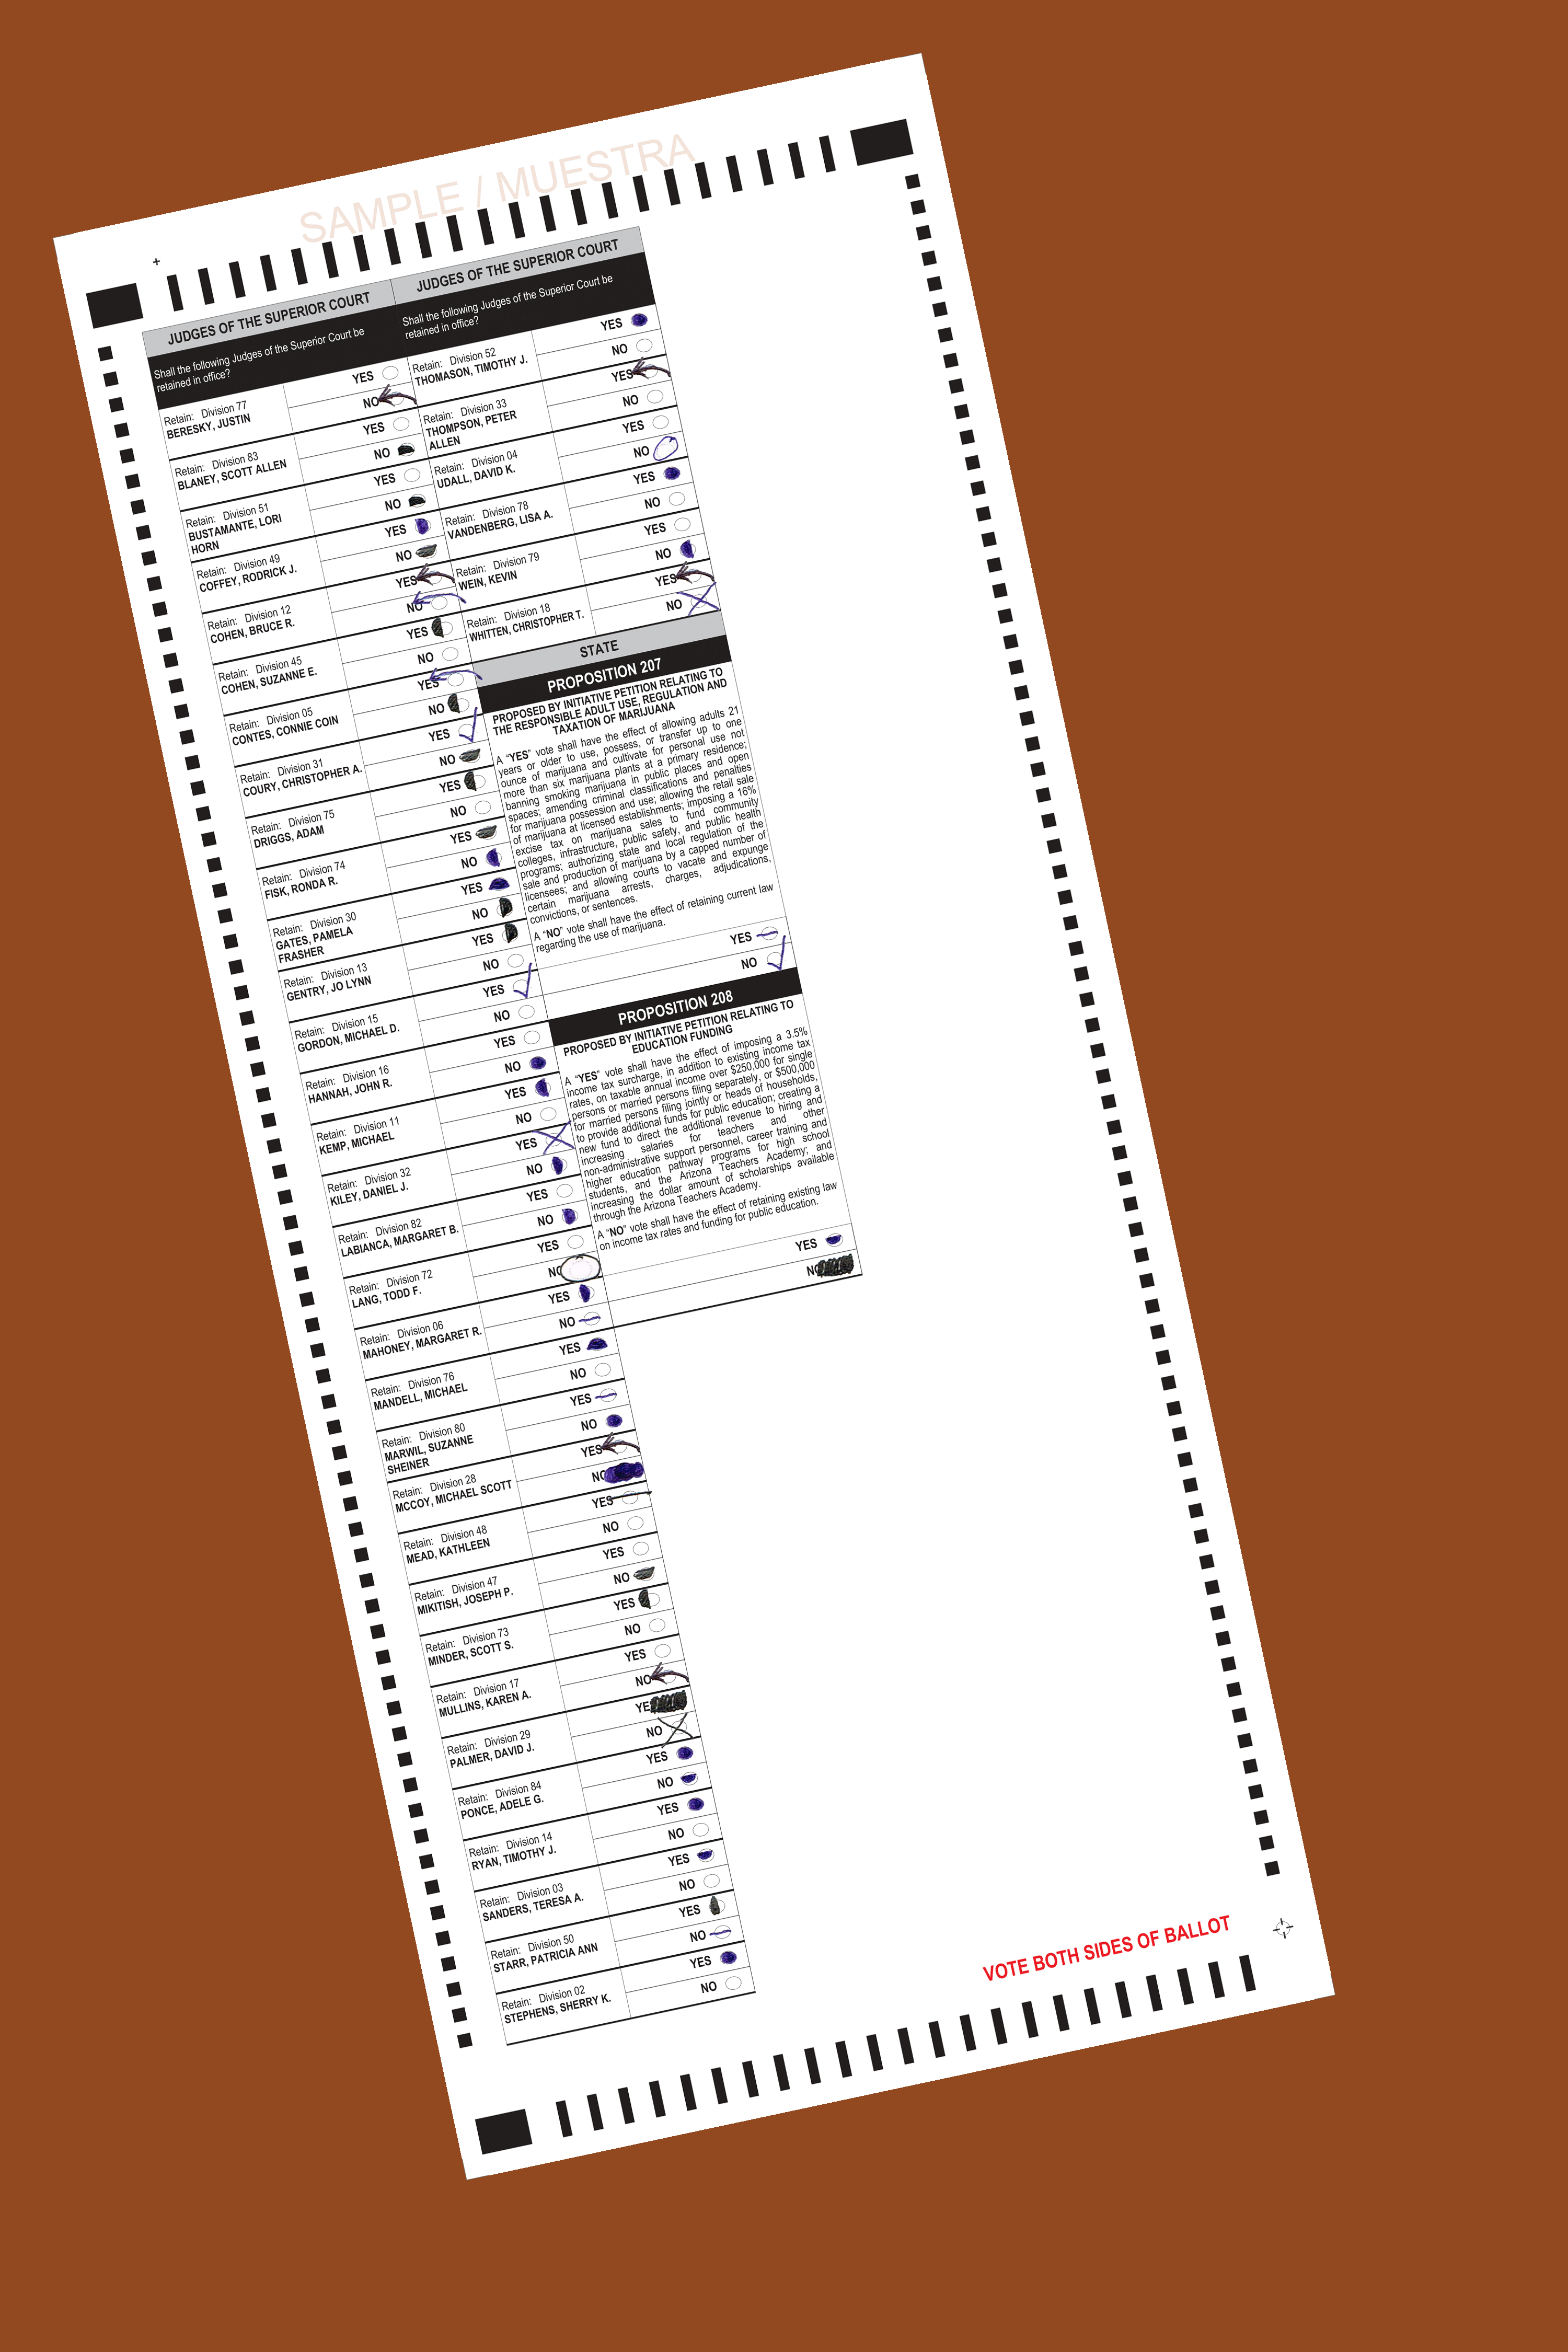 SAMPLE / MUESTRA
JUDGES OF THE SUPERIOR COURT
Shall the following Judges of the Superior Court be
retained in office?
Retain: Division 77
BERESKY, JUSTIN
YES
NO
Retain: Division 83
BLANEY, SCOTT ALLEN
YES
NO
Retain: Division 51
BUSTAMANTE, LORI
HORN
YES
NO
Retain: Division 49
COFFEY, RODRICK J.
YES
NO
Retain: Division 12
COHEN, BRUCE R.
YES
NO
Retain: Division 45
COHEN, SUZANNE E.
YES
NO
Retain: Division 05
CONTES, CONNIE COIN
YES
NO
Retain: Division 31
COURY, CHRISTOPHER A.
YES
NO
Retain: Division 75
DRIGGS, ADAM
YES
NO
Retain: Division 74
FISK, RONDA R.
YES
NO
Retain: Division 30
GATES, PAMELA
FRASHER
YES
NO
Retain: Division 13
GENTRY, JO LYNN
YES
NO
Retain: Division 15
GORDON, MICHAEL D.
YES
NO
Retain: Division 16
HANNAH, JOHN R.
YES
NO
Retain: Division 11
KEMP, MICHAEL
YES
NO
Retain: Division 32
KILEY, DANIEL J.
YES
NO
Retain: Division 82
LABIANCA, MARGARET B.
YES
NO
Retain: Division 72
LANG, TODD F.
YES
NO
Retain: Division 06
MAHONEY, MARGARET R.
YES
NO
Retain: Division 76
MANDELL, MICHAEL
YES
NO
Retain: Division 80
MARWIL, SUZANNE
SHEINER
YES
NO
Retain: Division 28
MCCOY, MICHAEL SCOTT
YES
NO
Retain: Division 48
MEAD, KATHLEEN
YES
NO
Retain: Division 47
MIKITISH, JOSEPH P.
YES
NO
Retain: Division 73
MINDER, SCOTT S.
YES
NO
Retain: Division 17
MULLINS, KAREN A.
YES
NO
Retain: Division 29
PALMER, DAVID J.
YES
NO
Retain: Division 84
PONCE, ADELE G.
YES
NO
Retain: Division 14
RYAN, TIMOTHY J.
YES
NO
Retain: Division 03
SANDERS, TERESA A.
YES
NO
Retain: Division 50
STARR, PATRICIA ANN
YES
NO
Retain: Division 02
STEPHENS, SHERRY K.
YES
NO
JUDGES OF THE SUPERIOR COURT
Shall the following Judges of the Superior Court be
retained in office?
Retain: Division 52
THOMASON, TIMOTHY J.
YES
NO
Retain: Division 33
THOMPSON, PETER
ALLEN
YES
NO
Retain: Division 04
UDALL, DAVID K.
YES
NO
Retain: Division 78
VANDENBERG, LISA A.
YES
NO
Retain: Division 79
WEIN, KEVIN
YES
NO
Retain: Division 18
WHITTEN, CHRISTOPHER T.
YES
NO
STATE
PROPOSITION 207
PROPOSED BY INITIATIVE PETITION RELATING TO
THE RESPONSIBLE ADULT USE, REGULATION AND
TAXATION OF MARIJUANA
A “YES” vote shall have the effect of allowing adults 21
years or older to use, possess, or transfer up to one
ounce of marijuana and cultivate for personal use not
more than six marijuana plants at a primary residence;
banning smoking marijuana in public places and open
spaces; amending criminal classifications and penalties
for marijuana possession and use; allowing the retail sale
of marijuana at licensed establishments; imposing a 16%
excise tax on marijuana sales to fund community
colleges, infrastructure, public safety, and public health
programs; authorizing state and local regulation of the
sale and production of marijuana by a capped number of
licensees; and allowing courts to vacate and expunge
certain marijuana arrests, charges, adjudications,
convictions, or sentences.
A “NO” vote shall have the effect of retaining current law
regarding the use of marijuana.
YES
NO
PROPOSITION 208
PROPOSED BY INITIATIVE PETITION RELATING TO
EDUCATION FUNDING
A “YES” vote shall have the effect of imposing a 3.5%
income tax surcharge, in addition to existing income tax
rates, on taxable annual income over $250,000 for single
persons or married persons filing separately, or $500,000
for married persons filing jointly or heads of households,
to provide additional funds for public education; creating a
new fund to direct the additional revenue to hiring and
increasing salaries for teachers and other
non-administrative support personnel, career training and
higher education pathway programs for high school
students, and the Arizona Teachers Academy; and
increasing the dollar amount of scholarships available
through the Arizona Teachers Academy.
A “NO” vote shall have the effect of retaining existing law
on income tax rates and funding for public education.
YES
NO
VOTE BOTH SIDES OF BALLOT